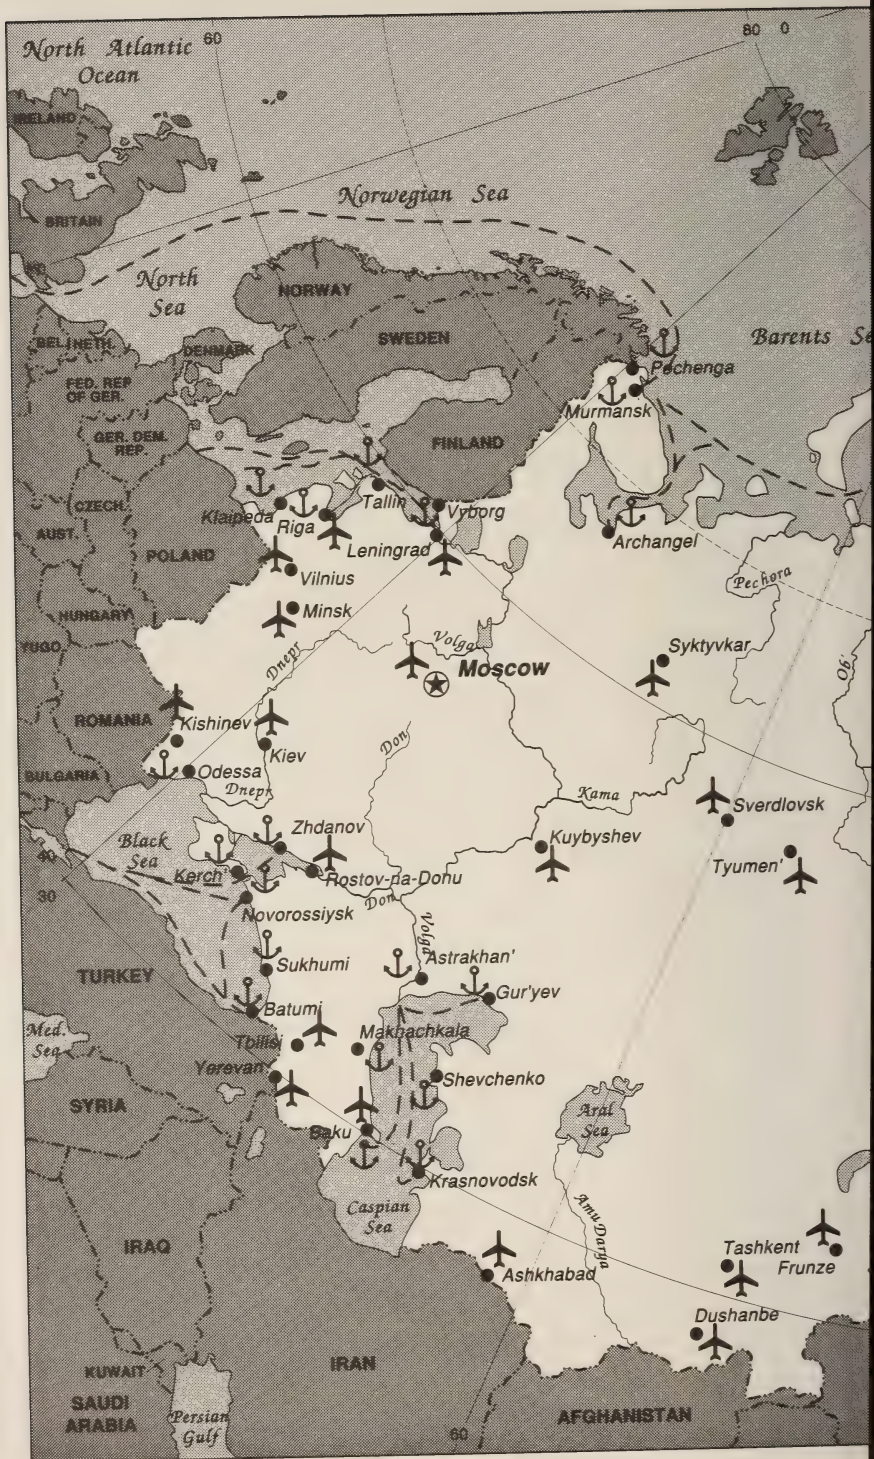 60
80 0
North Atlantic
Ocean
IRELAND
BRITAIN
Norwegian Sea
North
Sea
NORWAY
SWEDEN
Barents
BEL.
NETH.
DENMARK
FED. REP
OF GER.
Pechenga
Murmansk
GER. DEM.
REP.
FINLAND
CZECH.
Klaipeda
Riga
Tallin
Vyborg
AUST.
POLAND
Leningrad
Archangel
Vilnius
Pechora
HUNGARY
Minsk
YUGO.
Dnepr
Volga
Moscow
Syktyvkar
Ob'
ROMANIA
Kishinev
Kiev
Don
BULGARIA
Odessa
Dnepr
Kama
Sverdlovsk
Zhdanov
Kuybyshev
Tyumen'
Black
Sea
40
Kerch'
Rostov-na-Donu
30
Don
Novorossiysk
Volga
TURKEY
Sukhumi
Astrakhan'
Gur'yev
Batumi
Med.
Sea
Tbilisi
Makhachkala
Yerevan
Shevchenko
SYRIA
Aral
Sea
Baku
Krasnovodsk
Caspian
Sea
Amu Darya
IRAQ
Ashkhabad
Tashkent
Frunze
Dushanbe
KUWAIT
IRAN
SAUDI
ARABIA
Persian
Gulf
60
AFGHANISTAN